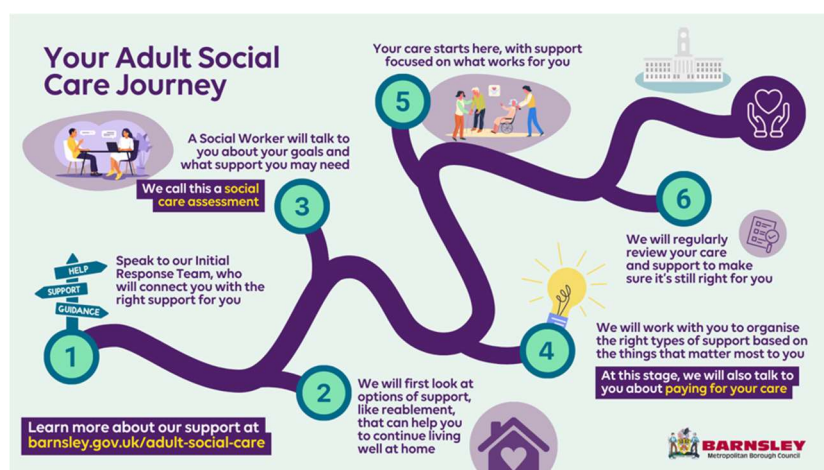 Your Adult Social
Care Journey
HELP
SUPPORT
GUIDANCE
1
Speak to our Initial
Response Team, who
will connect you with the
right support for you
2
We will first look at
options of support,
like reablement,
that can help you
to continue living
well at home
3
A Social Worker will talk to
you about your goals and
what support you may need
We call this a social
care assessment
4
We will work with you to organise
the right types of support based on
the things that matter most to you
At this stage, we will also talk to
you about paying for your care
5
Your care starts here, with support
focused on what works for you
6
We will regularly
review your care
and support to make
sure it's still right for you
Learn more about our support at
barnsley.gov.uk/adult-social-care
BARNSLEY
Metropolitan Borough Council